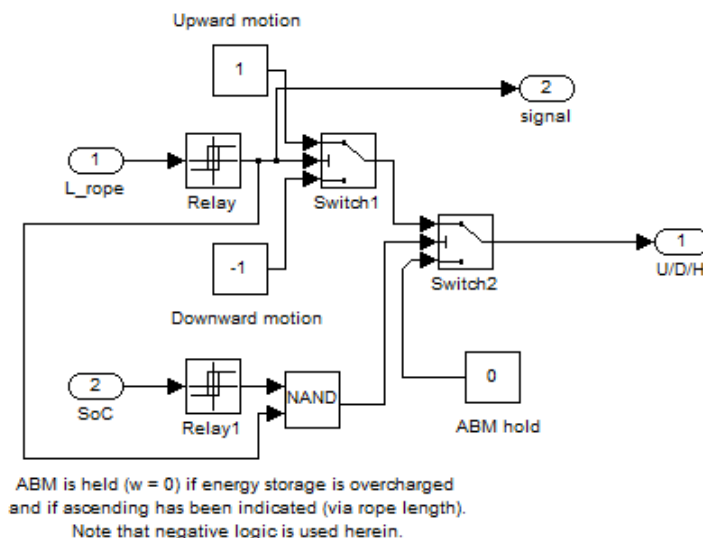 Upward motion
1
2
signal
1
L_rope
Relay
Switch1
-1
Downward motion
Switch2
1
U/D/H
2
SoC
Relay1
NAND
0
ABM hold
ABM is held (w = 0) if energy storage is overcharged
and if ascending has been indicated (via rope length).
Note that negative logic is used herein.